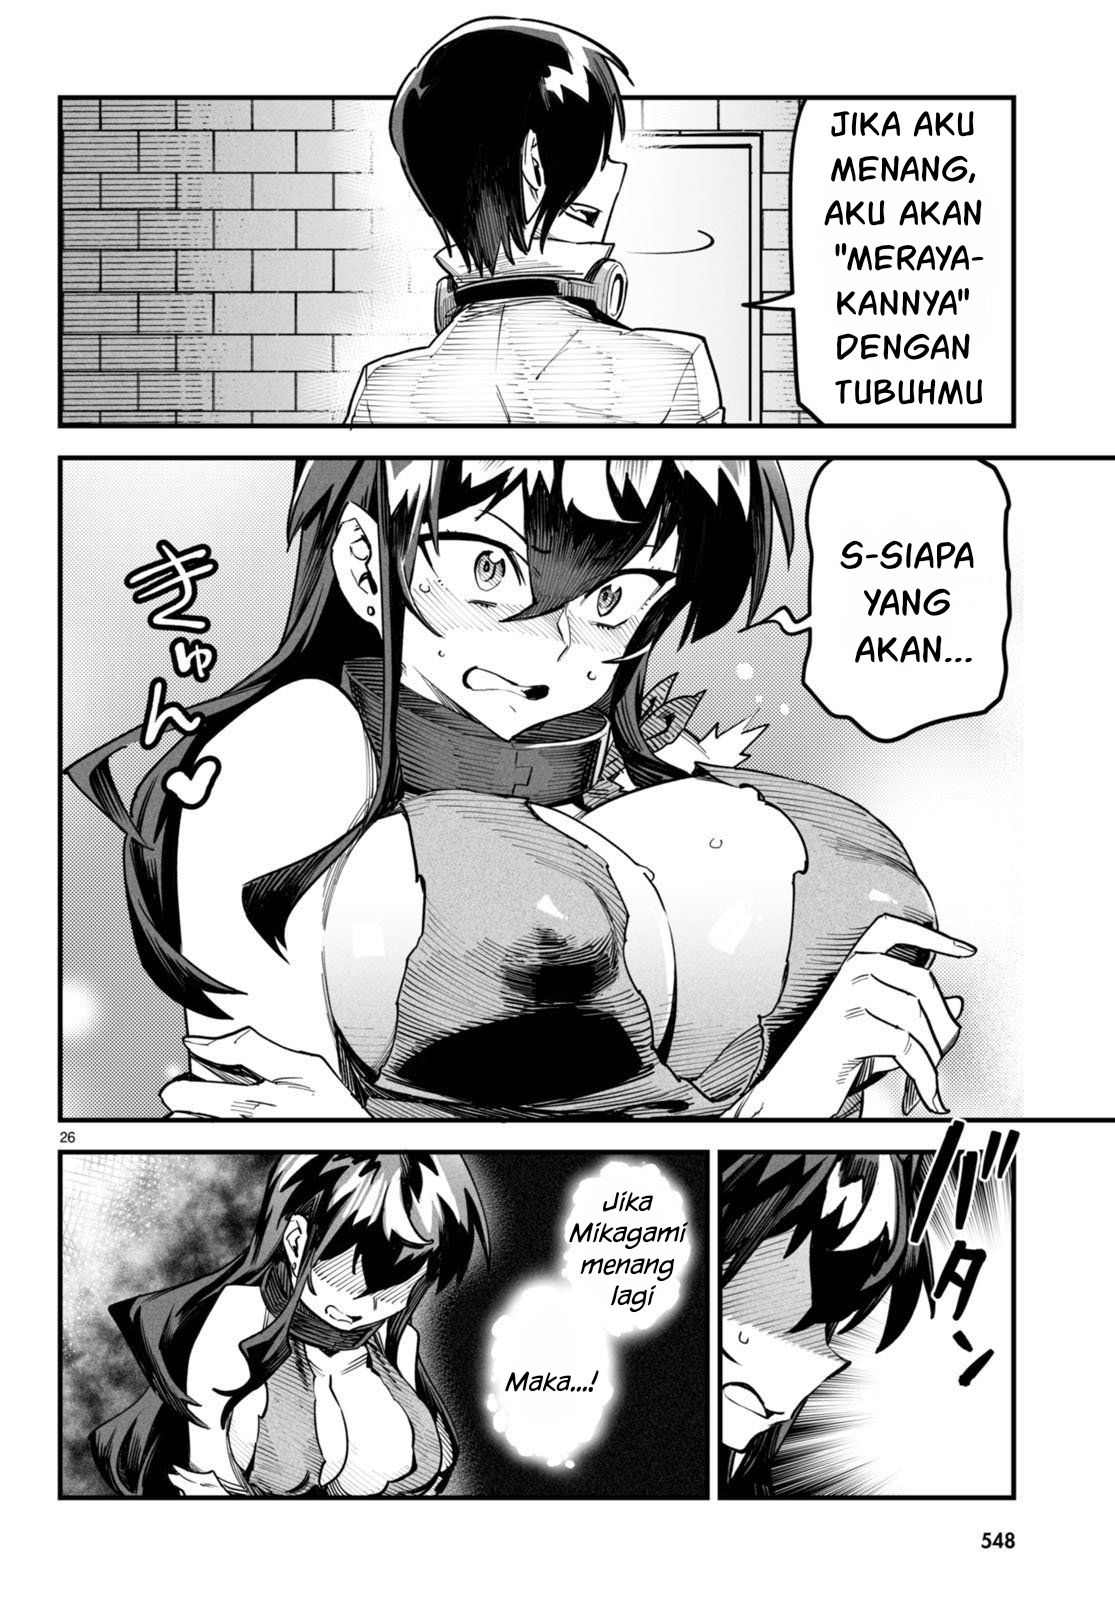 JIKA AKU
MENANG,
AKU AKAN
"MERAYA-
KANNYA"
DENGAN
TUBUHMU
S-SIAPA
YANG
AKAN...
きゅん
26
バタン
Jika
Mikagami
menang
lagi
Maka...!
548